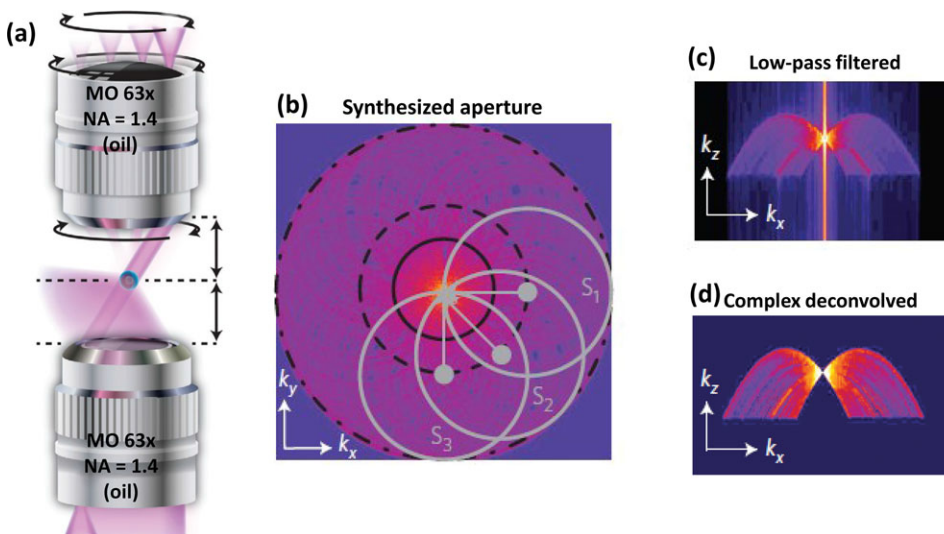 (a)
MO 63x
NA = 1.4
(oil)
MO 63x
NA = 1.4
(oil)
(b) Synthesized aperture
S1
S2
S3
ky
kx
(c) Low-pass filtered
kz
kx
(d) Complex deconvolved
kz
kx